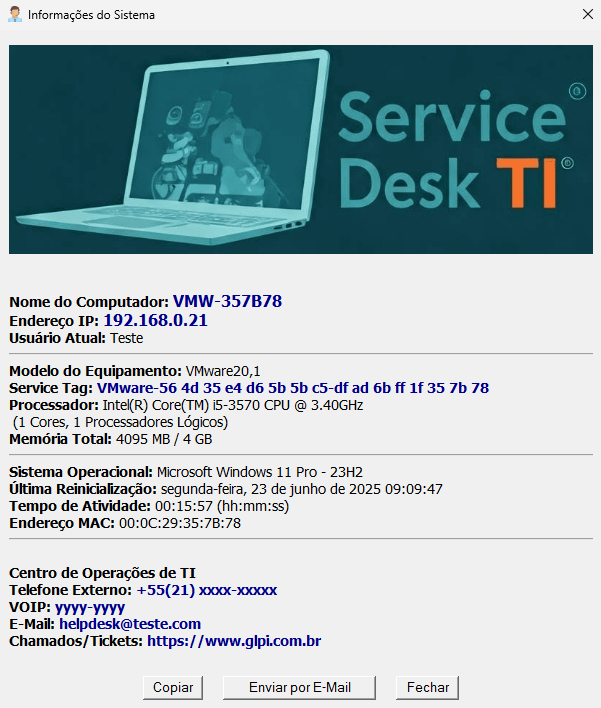 Informações do Sistema
Service
Desk TI
Nome do Computador: VMW-357B78
Endereço IP: 192.168.0.21
Usuário Atual: Teste
Modelo do Equipamento: VMware20,1
Service Tag: VMware-56 4d 35 e4 d6 5b 5b c5-df ad 6b ff 1f 35 7b 78
Processador: Intel(R) Core(TM) i5-3570 CPU @ 3.40GHz
(1 Cores, 1 Processadores Lógicos)
Memória Total: 4095 MB / 4 GB
Sistema Operacional: Microsoft Windows 11 Pro - 23H2
Última Reinicialização: segunda-feira, 23 de junho de 2025 09:09:47
Tempo de Atividade: 00:15:57 (hh:mm:ss)
Endereço MAC: 00:0C:29:35:7B:78
Centro de Operações de TI
Telefone Externo: +55(21) xxxx-xxxxx
VOIP: yyyy-yyyy
E-Mail: helpdesk@teste.com
Chamados/Tickets: https://www.glpi.com.br
Copiar
Enviar por E-Mail
Fechar